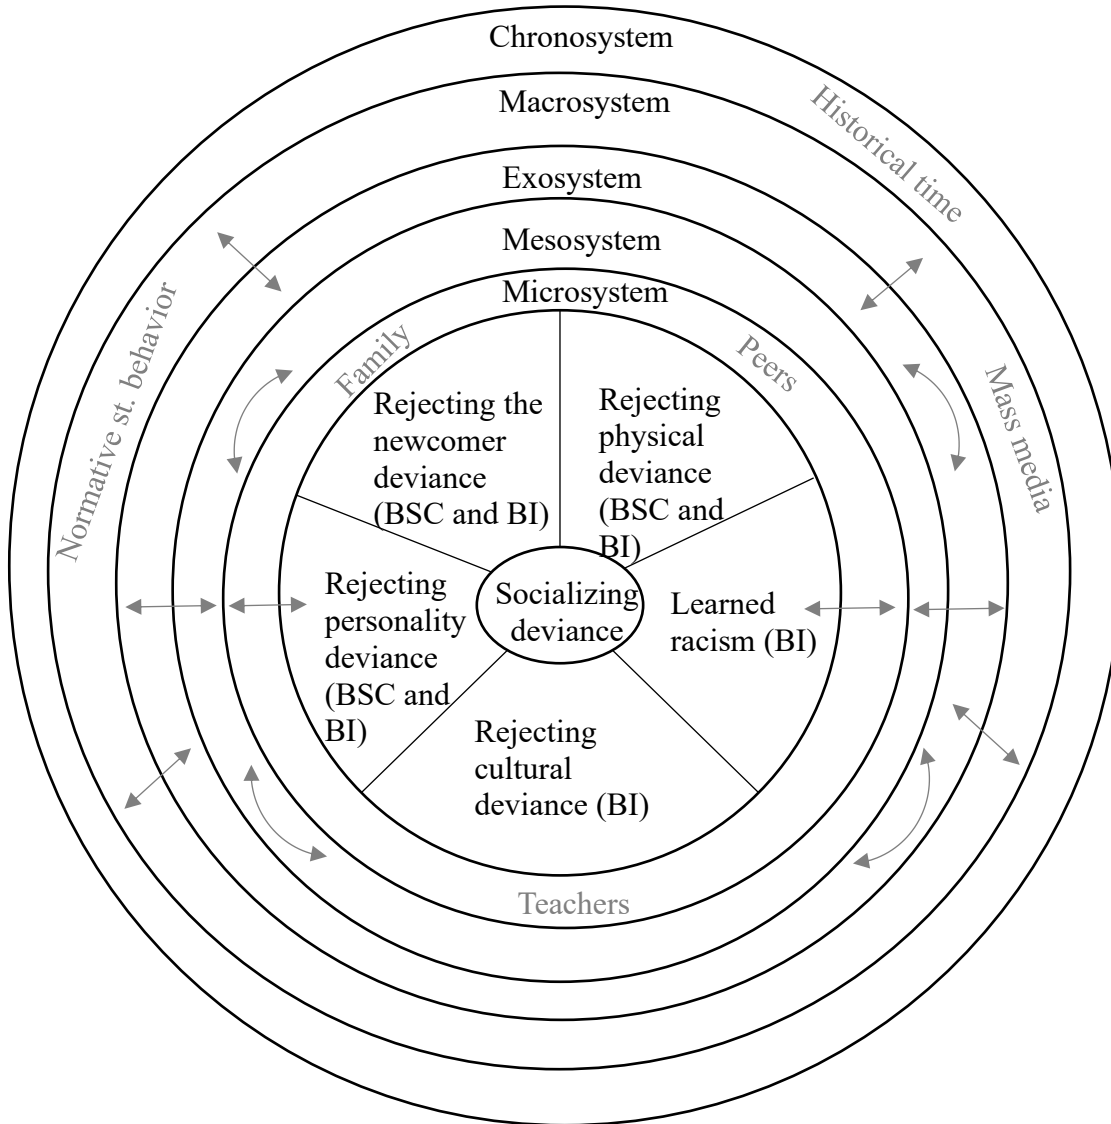 Chronosystem
Macrosystem
Historical time
Exosystem
Mesosystem
Microsystem
Normative st. behavior
Family
Peers
Mass media
Rejecting the
newcomer
deviance
(BSC and BI)
Rejecting
physical
deviance
(BSC and
BI)
Rejecting
personality
deviance
(BSC and
BI)
Socializing
deviance
Learned
racism (BI)
Rejecting
cultural
deviance (BI)
Teachers